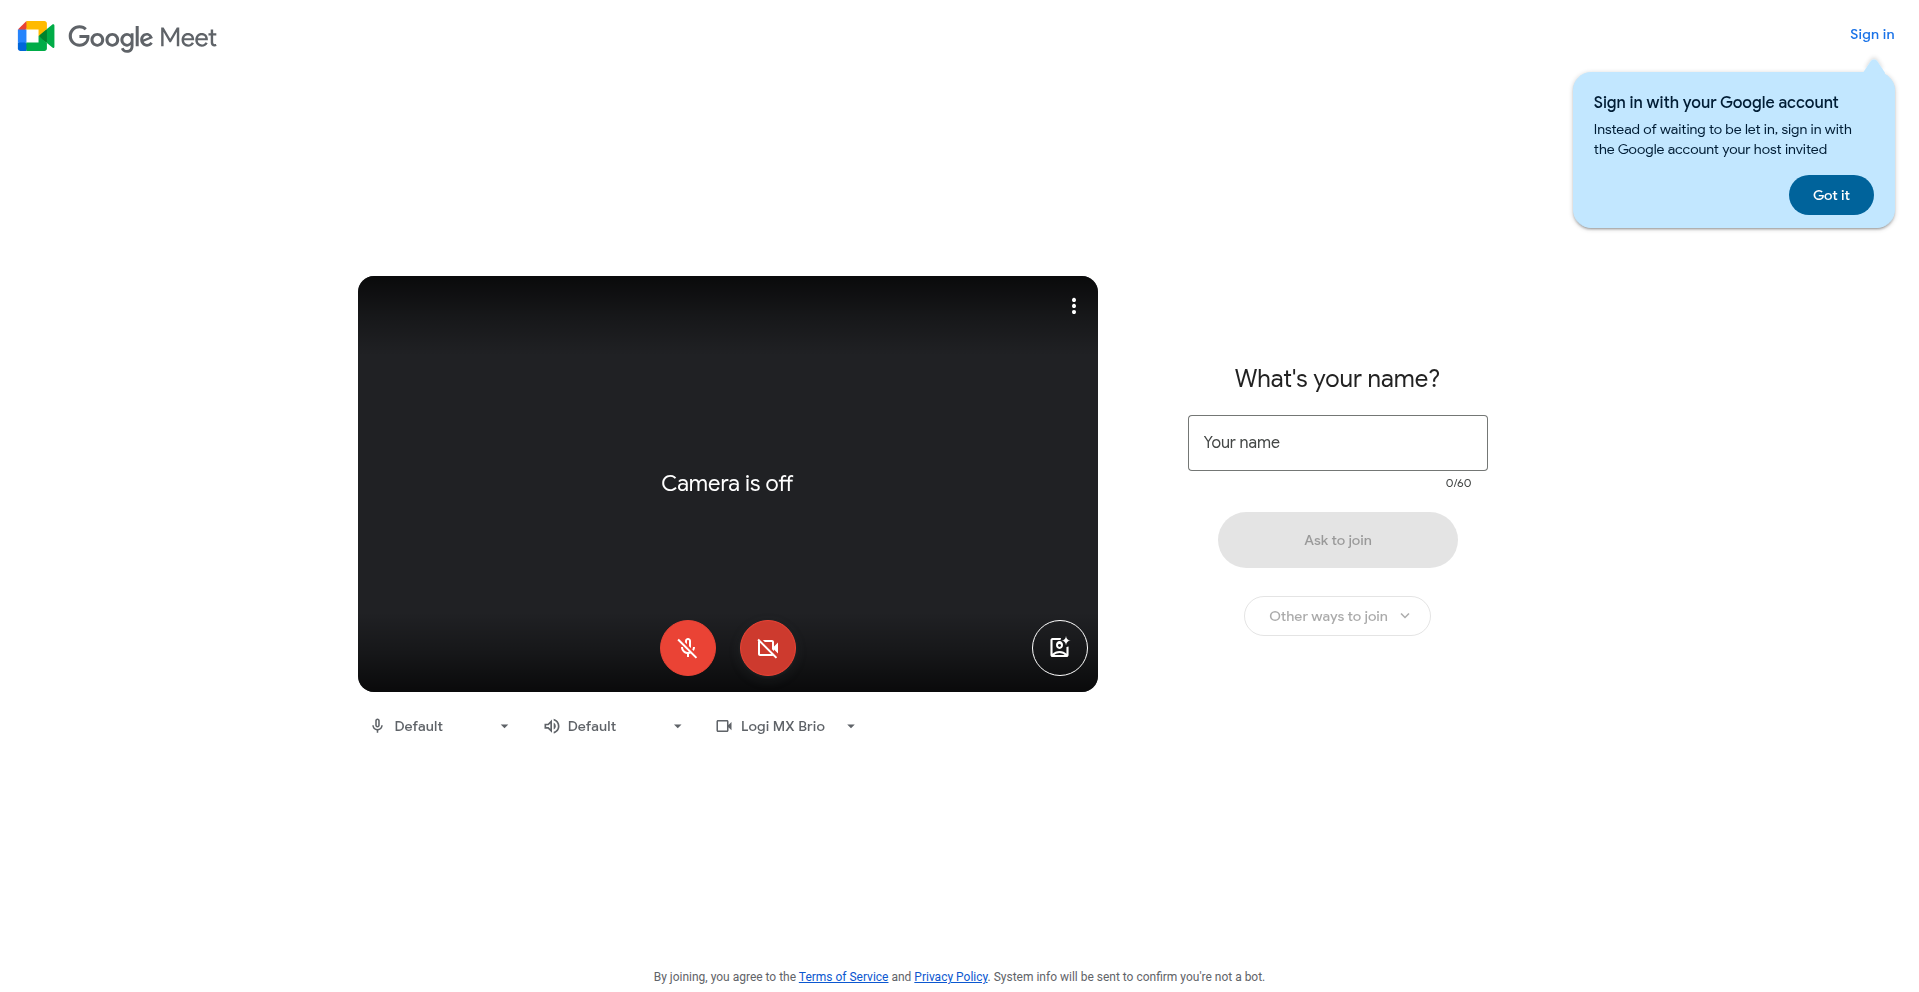 Google Meet
Sign in
Sign in with your Google account
Instead of waiting to be let in, sign in with
the Google account your host invited
Got it
Camera is off
What's your name?
Your name
0/60
Ask to join
Other ways to join
Default
Default
Logi MX Brio
By joining, you agree to the Terms of Service and Privacy Policy. System info will be sent to confirm you're not a bot.